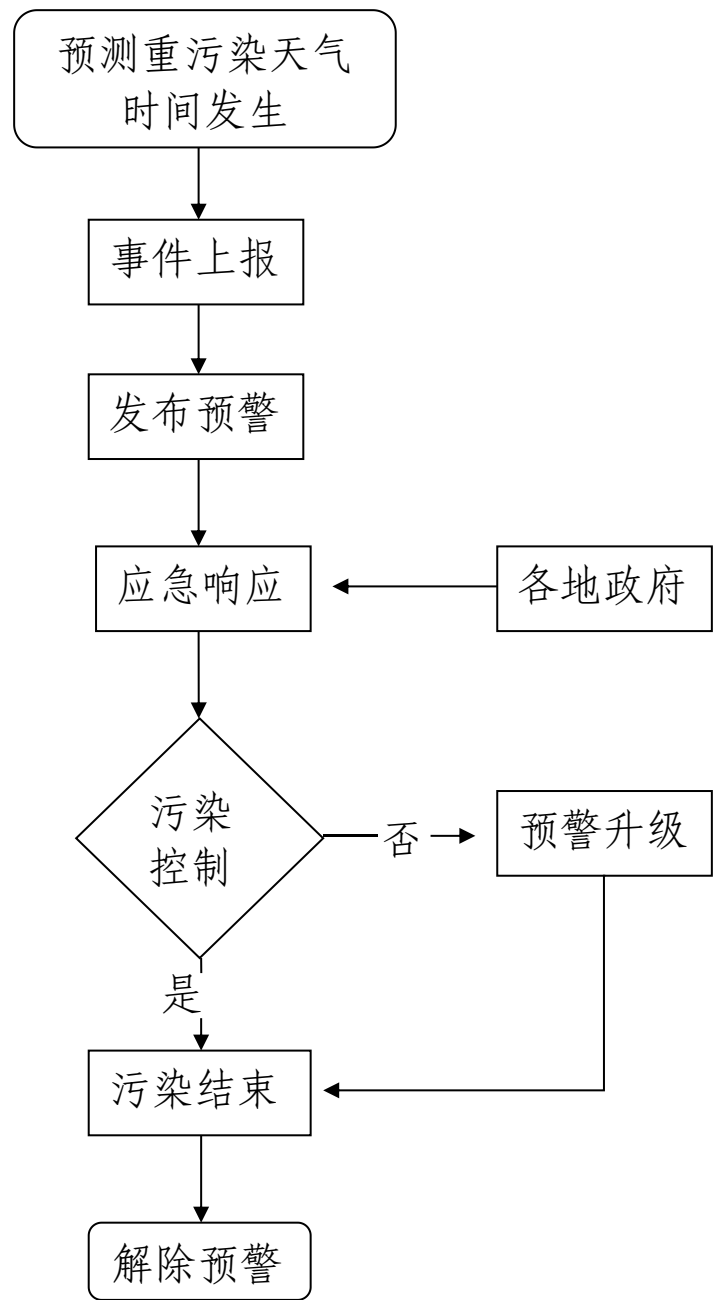 预测重污染天气
时间发生
事件上报
发布预警
应急响应
各地政府
污染
控制
否
预警升级
是
污染结束
解除预警